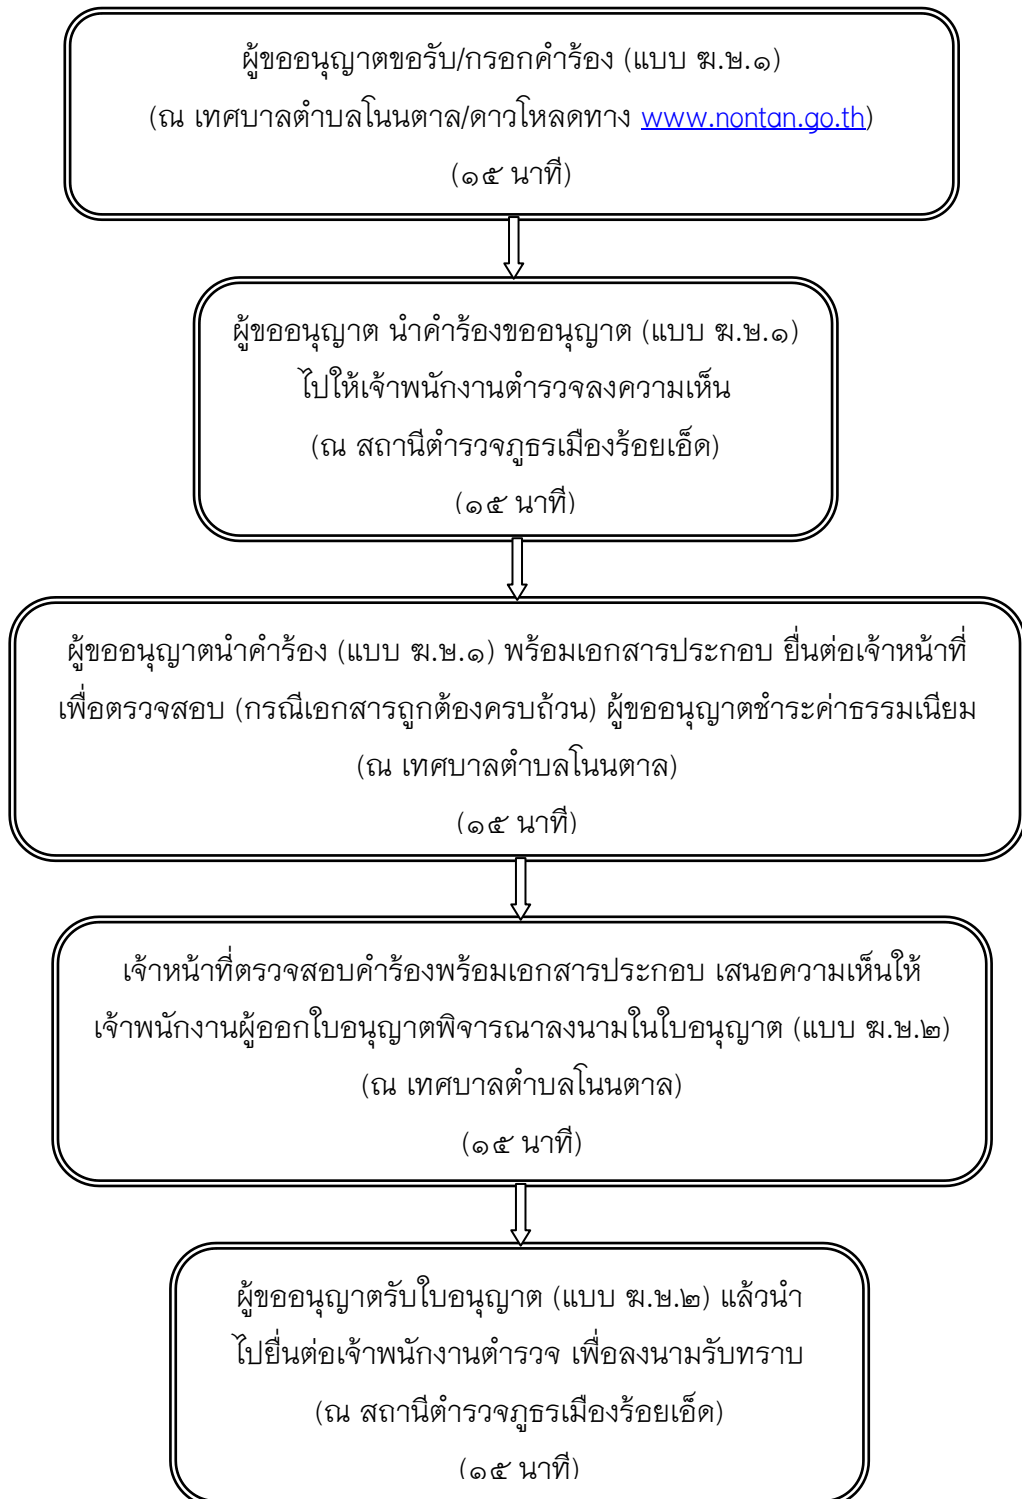 ผู้ขออนุญาตขอรับ/กรอกคำร้อง (แบบ ฆ.ษ.๑)
(ณ เทศบาลตำบลโนนตาล/ดาวโหลดทาง www.nontan.go.th)
(๑๕ นาที)
ผู้ขออนุญาต นำคำร้องขออนุญาต (แบบ ฆ.ษ.๑)
ไปให้เจ้าพนักงานตำรวจลงความเห็น
(ณ สถานีตำรวจภูธรเมืองร้อยเอ็ด)
(๑๕ นาที)
ผู้ขออนุญาตนำคำร้อง (แบบ ฆ.ษ.๑) พร้อมเอกสารประกอบ ยื่นต่อเจ้าหน้าที่
เพื่อตรวจสอบ (กรณีเอกสารถูกต้องครบถ้วน) ผู้ขออนุญาตชำระค่าธรรมเนียม
(ณ เทศบาลตำบลโนนตาล)
(๑๕ นาที)
เจ้าหน้าที่ตรวจสอบคำร้องพร้อมเอกสารประกอบ เสนอความเห็นให้
เจ้าพนักงานผู้ออกใบอนุญาตพิจารณาลงนามในใบอนุญาต (แบบ ฆ.ษ.๒)
(ณ เทศบาลตำบลโนนตาล)
(๑๕ นาที)
ผู้ขออนุญาตรับใบอนุญาต (แบบ ฆ.ษ.๒) แล้วนำ
ไปยื่นต่อเจ้าพนักงานตำรวจ เพื่อลงนามรับทราบ
(ณ สถานีตำรวจภูธรเมืองร้อยเอ็ด)
(๑๕ นาที)